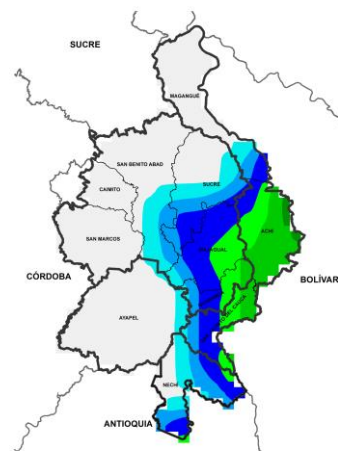 SUCRE
MAGANGUÉ
SAN BENITO ABAD
SUCRE
CAIMITO
SAN MARCOS
ACHÍ
CÓRDOBA
BOLÍVAR
AYAPEL
NECHÍ
ANTIOQUIA